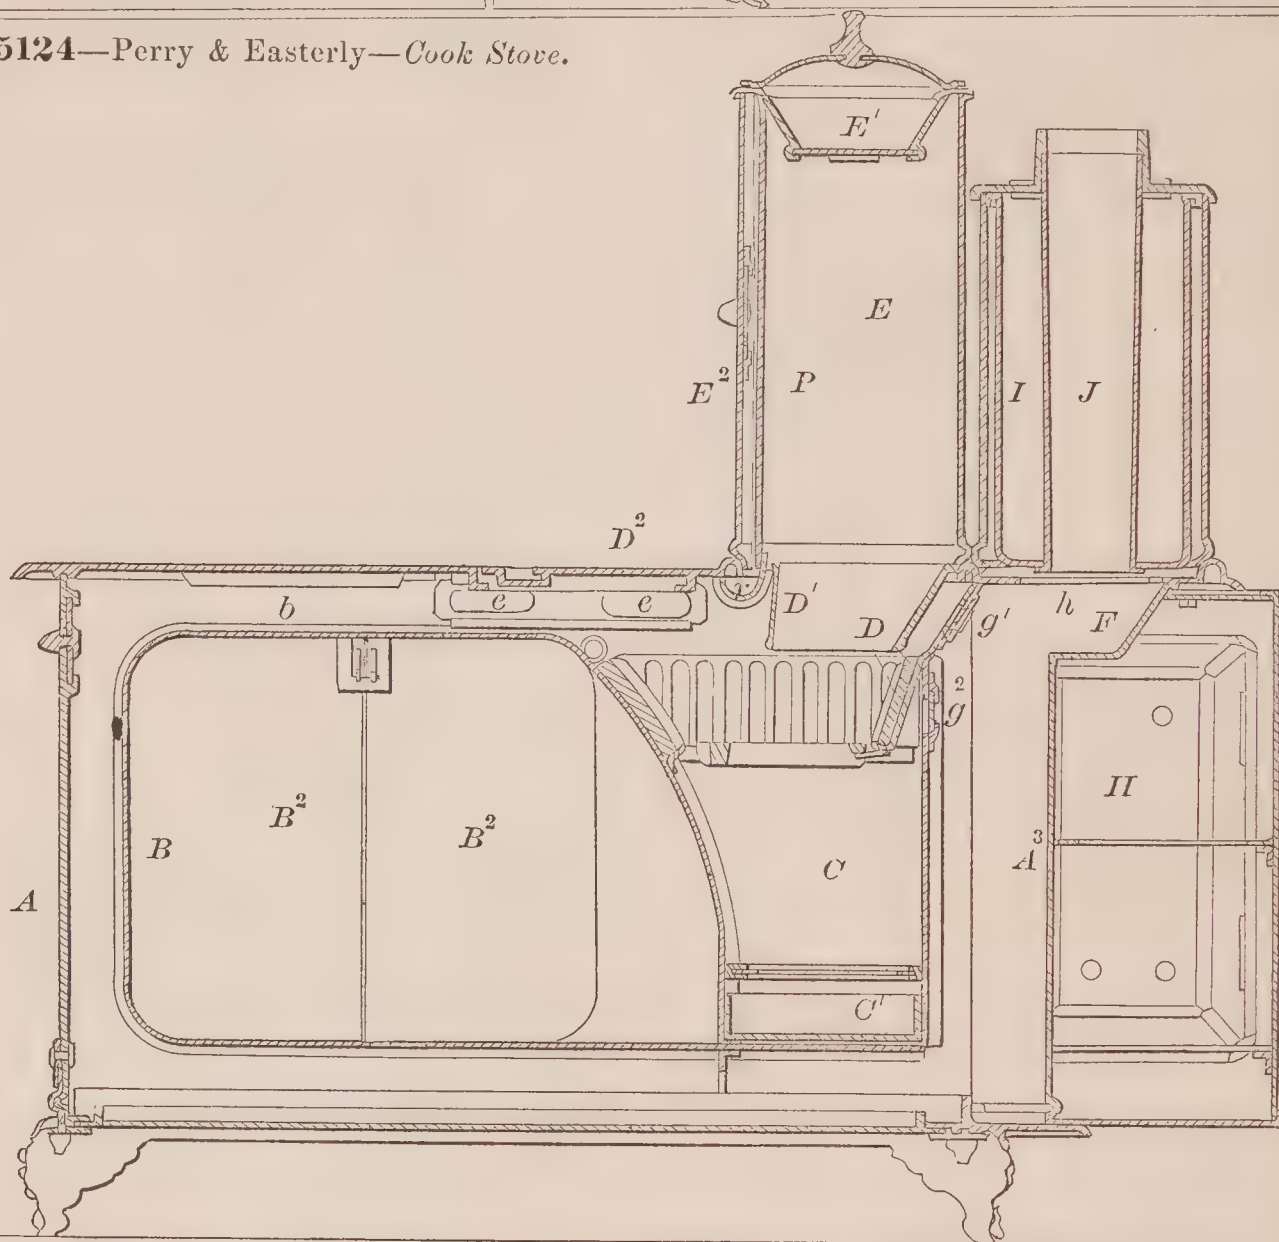 5124—Perry & Easterly—Cook Stove.
E'
E
E²
P
I
J
D²
b
e
e
r
D'
D
g'
h
F
g²
B
B²
B²
H
A³
C
A
C'